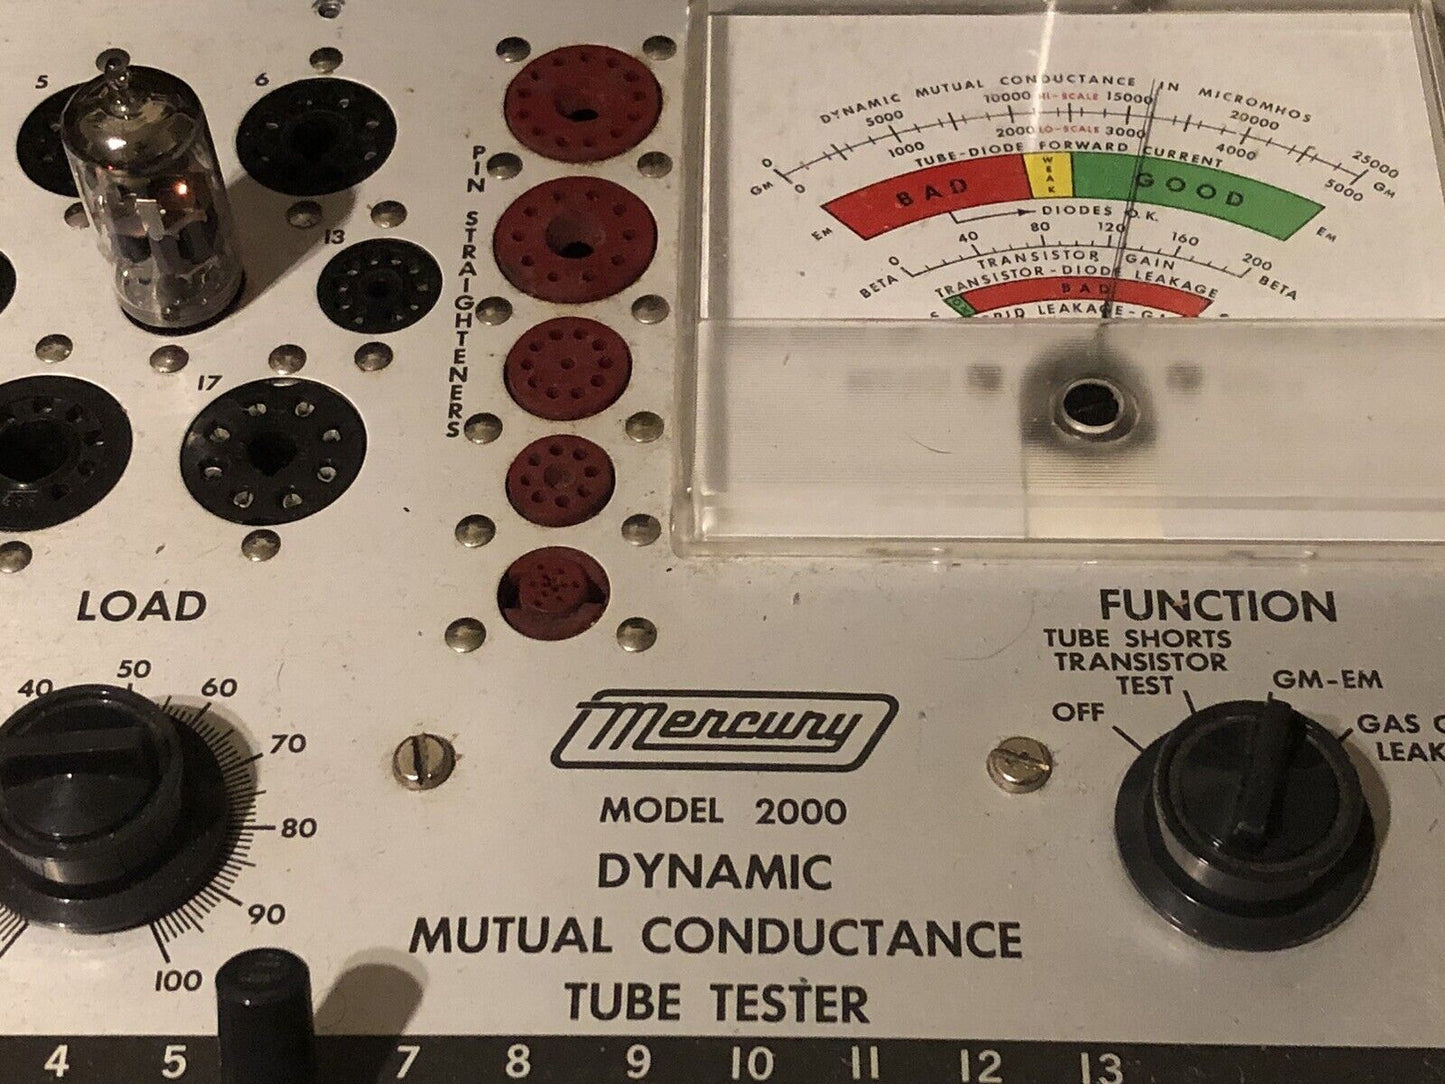 5
6
13
17
PIN STRAIGHTENERS
DYNAMIC MUTUAL CONDUCTANCE IN MICROMHOS
0 5000 10000 HI-SCALE 15000 20000 25000
GM 0 1000 2000 LO-SCALE 3000 4000 5000 GM
TUBE-DIODE FORWARD CURRENT
BAD WEAK GOOD
EM DIODES O.K. EM
0 40 80 120 160 200
BETA TRANSISTOR GAIN BETA
TRANSISTOR-DIODE LEAKAGE
BAD
LEAKAGE-
LOAD
40 50 60 70 80 90 100
FUNCTION
TUBE SHORTS
TRANSISTOR
TEST
OFF
GM-EM
GAS
LEAK
Mercury
MODEL 2000
DYNAMIC
MUTUAL CONDUCTANCE
TUBE TESTER
4 5 7 8 9 10 11 12 13